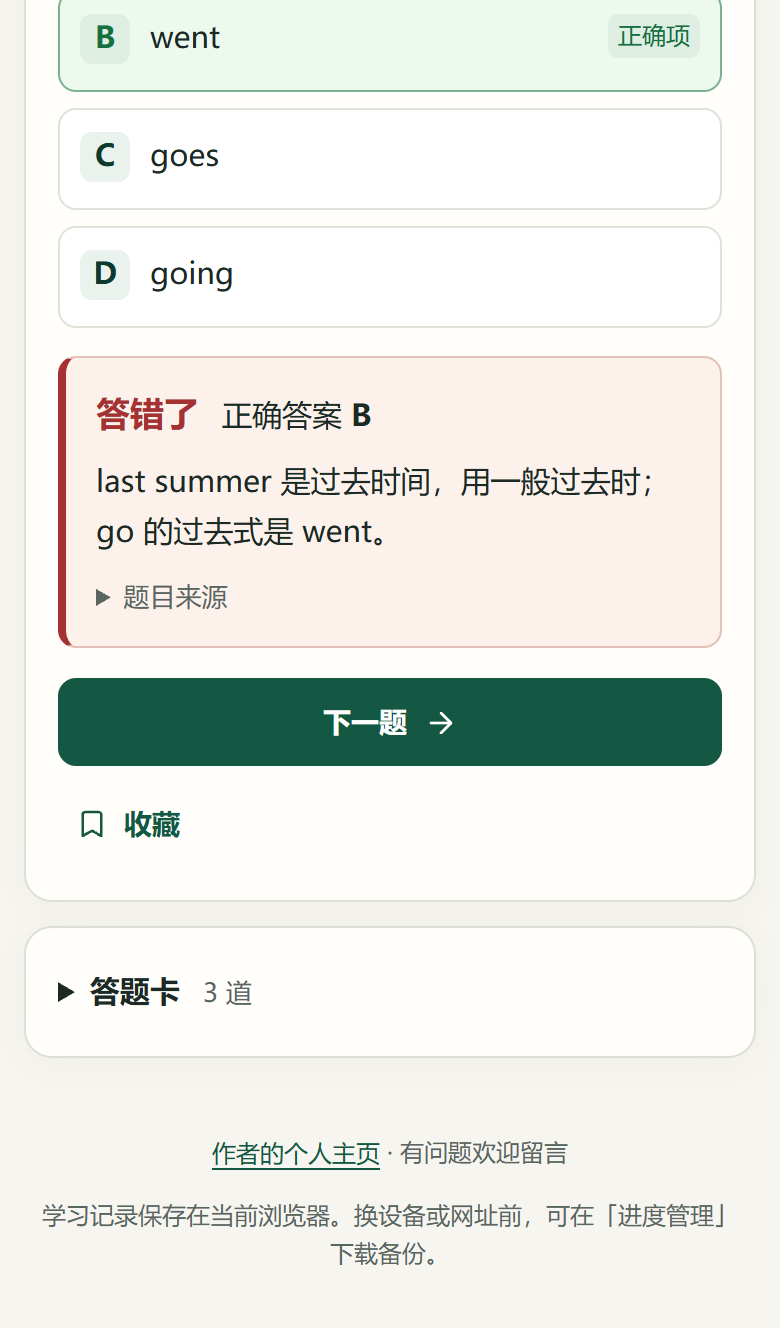 B went 正确项
C goes
D going
答错了 正确答案 B
last summer 是过去时间，用一般过去时；
go 的过去式是 went。
▶ 题目来源
下一题 →
收藏
▶ 答题卡 3 道
作者的个人主页 · 有问题欢迎留言
学习记录保存在当前浏览器。换设备或网址前，可在「进度管理」
下载备份。